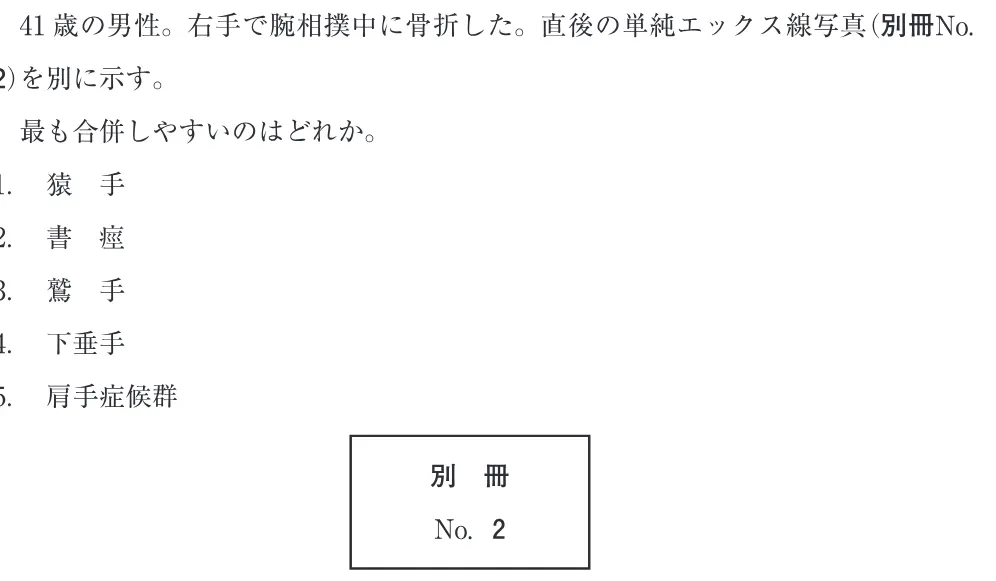 41 歳の男性。右手で腕相撲中に骨折した。直後の単純エックス線写真(別冊No.
2)を別に示す。
最も合併しやすいのはどれか。
1. 猿 手
2. 書 痙
3. 鷲 手
4. 下垂手
5. 肩手症候群
別 冊
No. 2